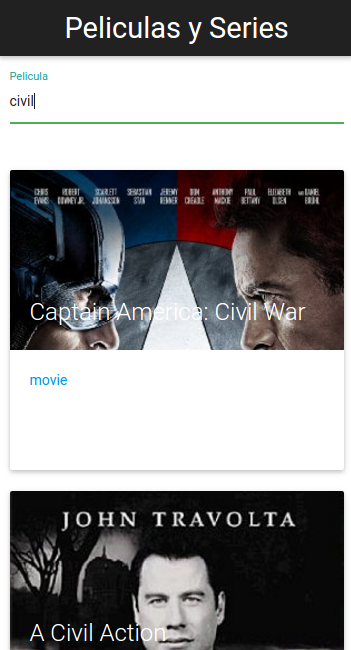 Peliculas y Series
Pelicula
civil
CHRIS EVANS ROBERT DOWNEY JR. SCARLETT JOHANSSON SEBASTIAN STAN JEREMY RENNER DON CHEADLE ANTHONY MACKIE PAUL BETTANY ELIZABETH OLSEN AND DANIEL BRÜHL
Captain America: Civil War
movie
JOHN TRAVOLTA
A Civil Action